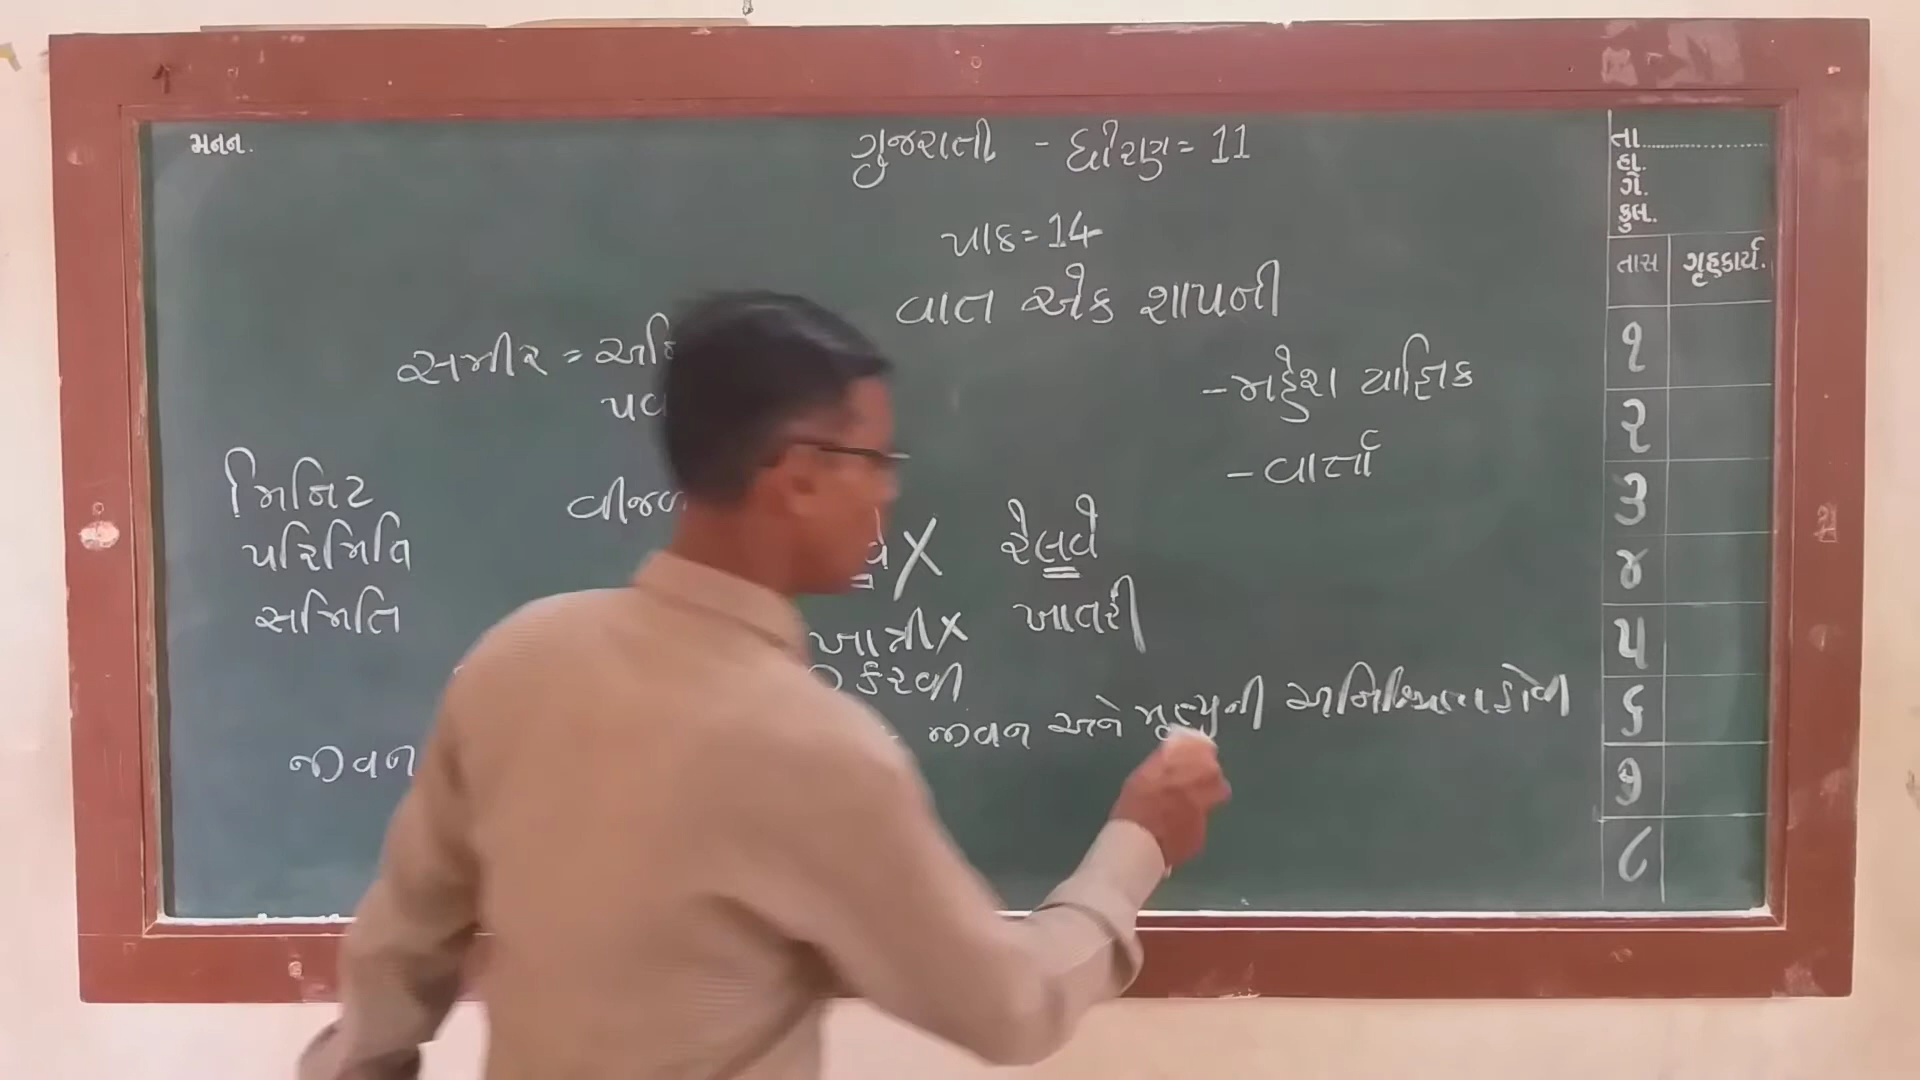 મનન.
ગુજરાતી - ધોરણ = 11
પાઠ = 14
વાત એક શાપની
- મહેશ યાજ્ઞિક
- વાર્તા
સમીર =
મિનિટ
પરિમિતિ
સમિતિ
વે X રેલવે
ખાત્રી X ખાતરી
કરવી
જીવન
જીવન અને મૃત્યુની અનિશ્ચિતતા હોવી
તા...................
હા.
ગે.
કુલ.
તાસ ગૃહકાર્ય.
૧
૨
૩
૪
૫
૬
૭
૮